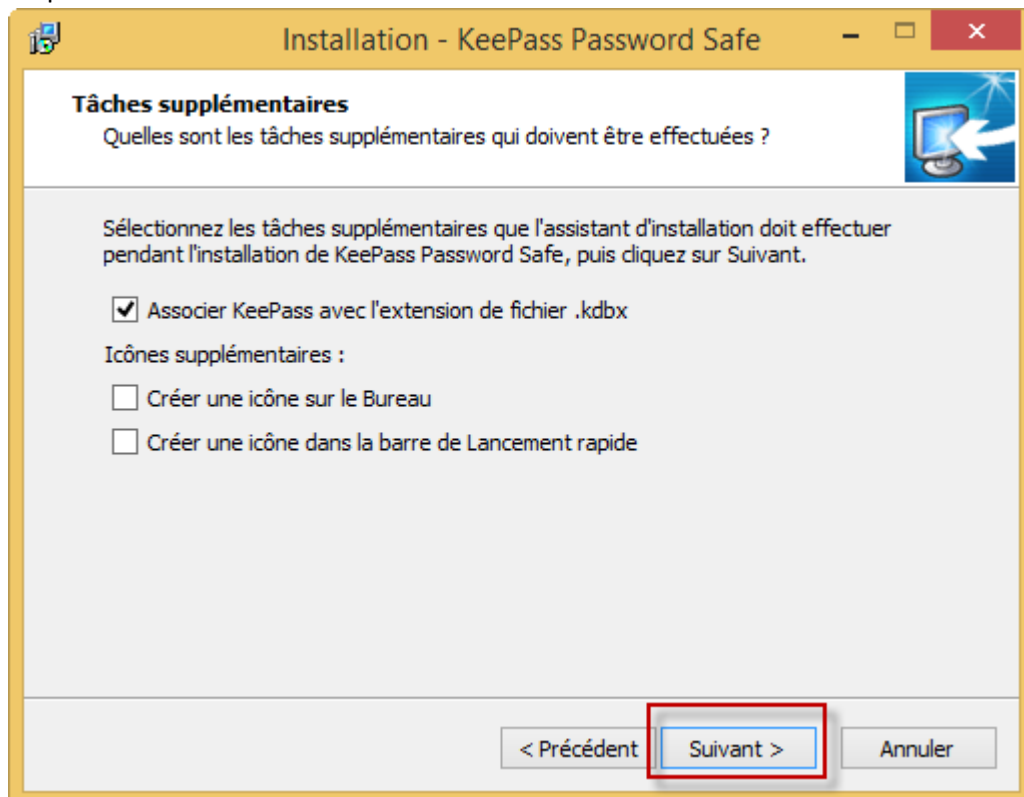 Installation - KeePass Password Safe
Tâches supplémentaires
Quelles sont les tâches supplémentaires qui doivent être effectuées ?
Sélectionnez les tâches supplémentaires que l'assistant d'installation doit effectuer
pendant l'installation de KeePass Password Safe, puis cliquez sur Suivant.
Associer KeePass avec l'extension de fichier .kdbx
Icônes supplémentaires :
Créer une icône sur le Bureau
Créer une icône dans la barre de Lancement rapide
< Précédent Suivant > Annuler